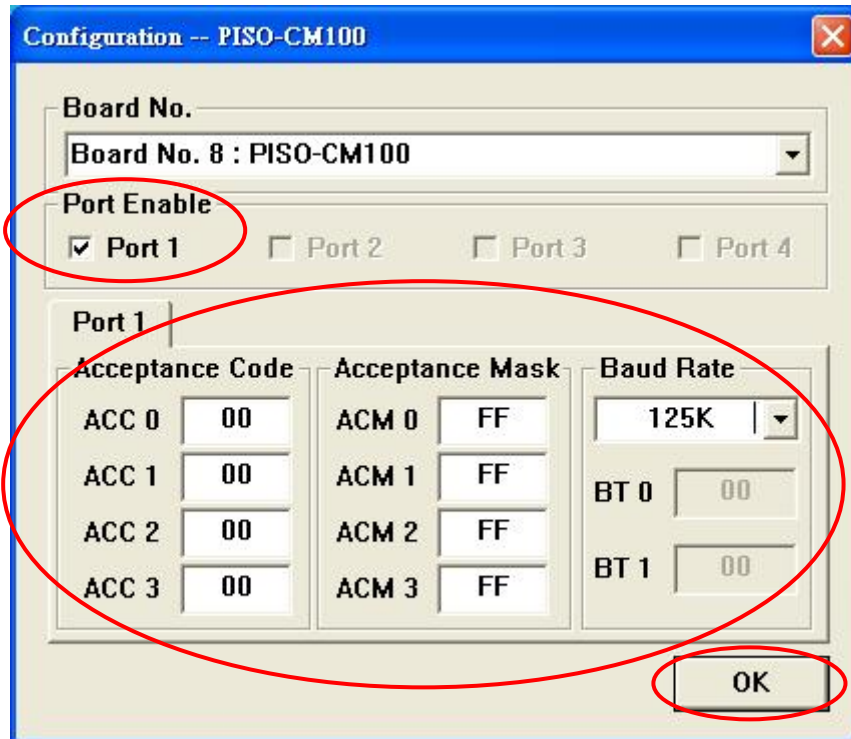 Configuration -- PISO-CM100
Board No.
Board No. 8 : PISO-CM100
Port Enable
Port 1 Port 2 Port 3 Port 4
Port 1
Acceptance Code Acceptance Mask Baud Rate
ACC 0 00 ACM 0 FF 125K
ACC 1 00 ACM 1 FF BT 0 00
ACC 2 00 ACM 2 FF BT 1 00
ACC 3 00 ACM 3 FF
OK